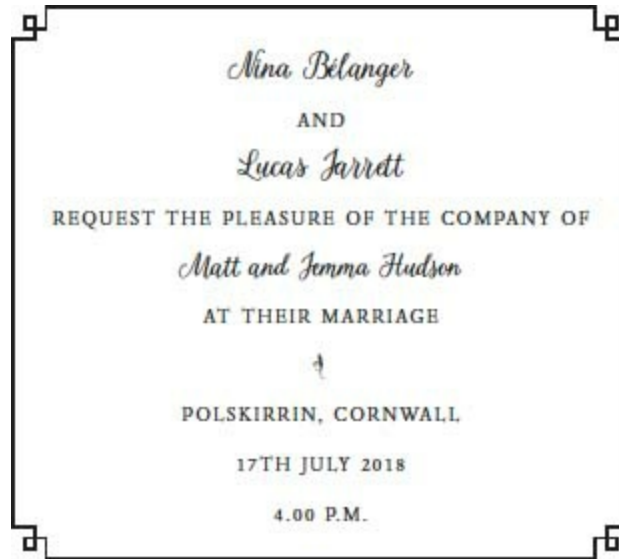 Nina Bélanger
AND
Lucas Jarrett
REQUEST THE PLEASURE OF THE COMPANY OF
Matt and Jemma Hudson
AT THEIR MARRIAGE
POLSKIRRIN, CORNWALL
17TH JULY 2018
4.00 P.M.